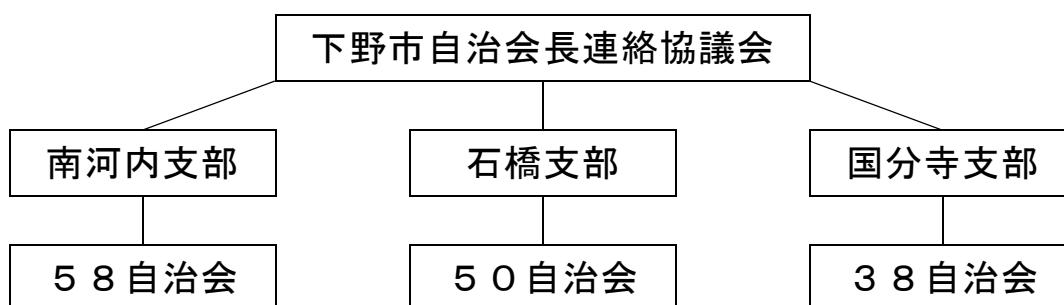 下野市自治会長連絡協議会
南河内支部
石橋支部
国分寺支部
５８自治会
５０自治会
３８自治会